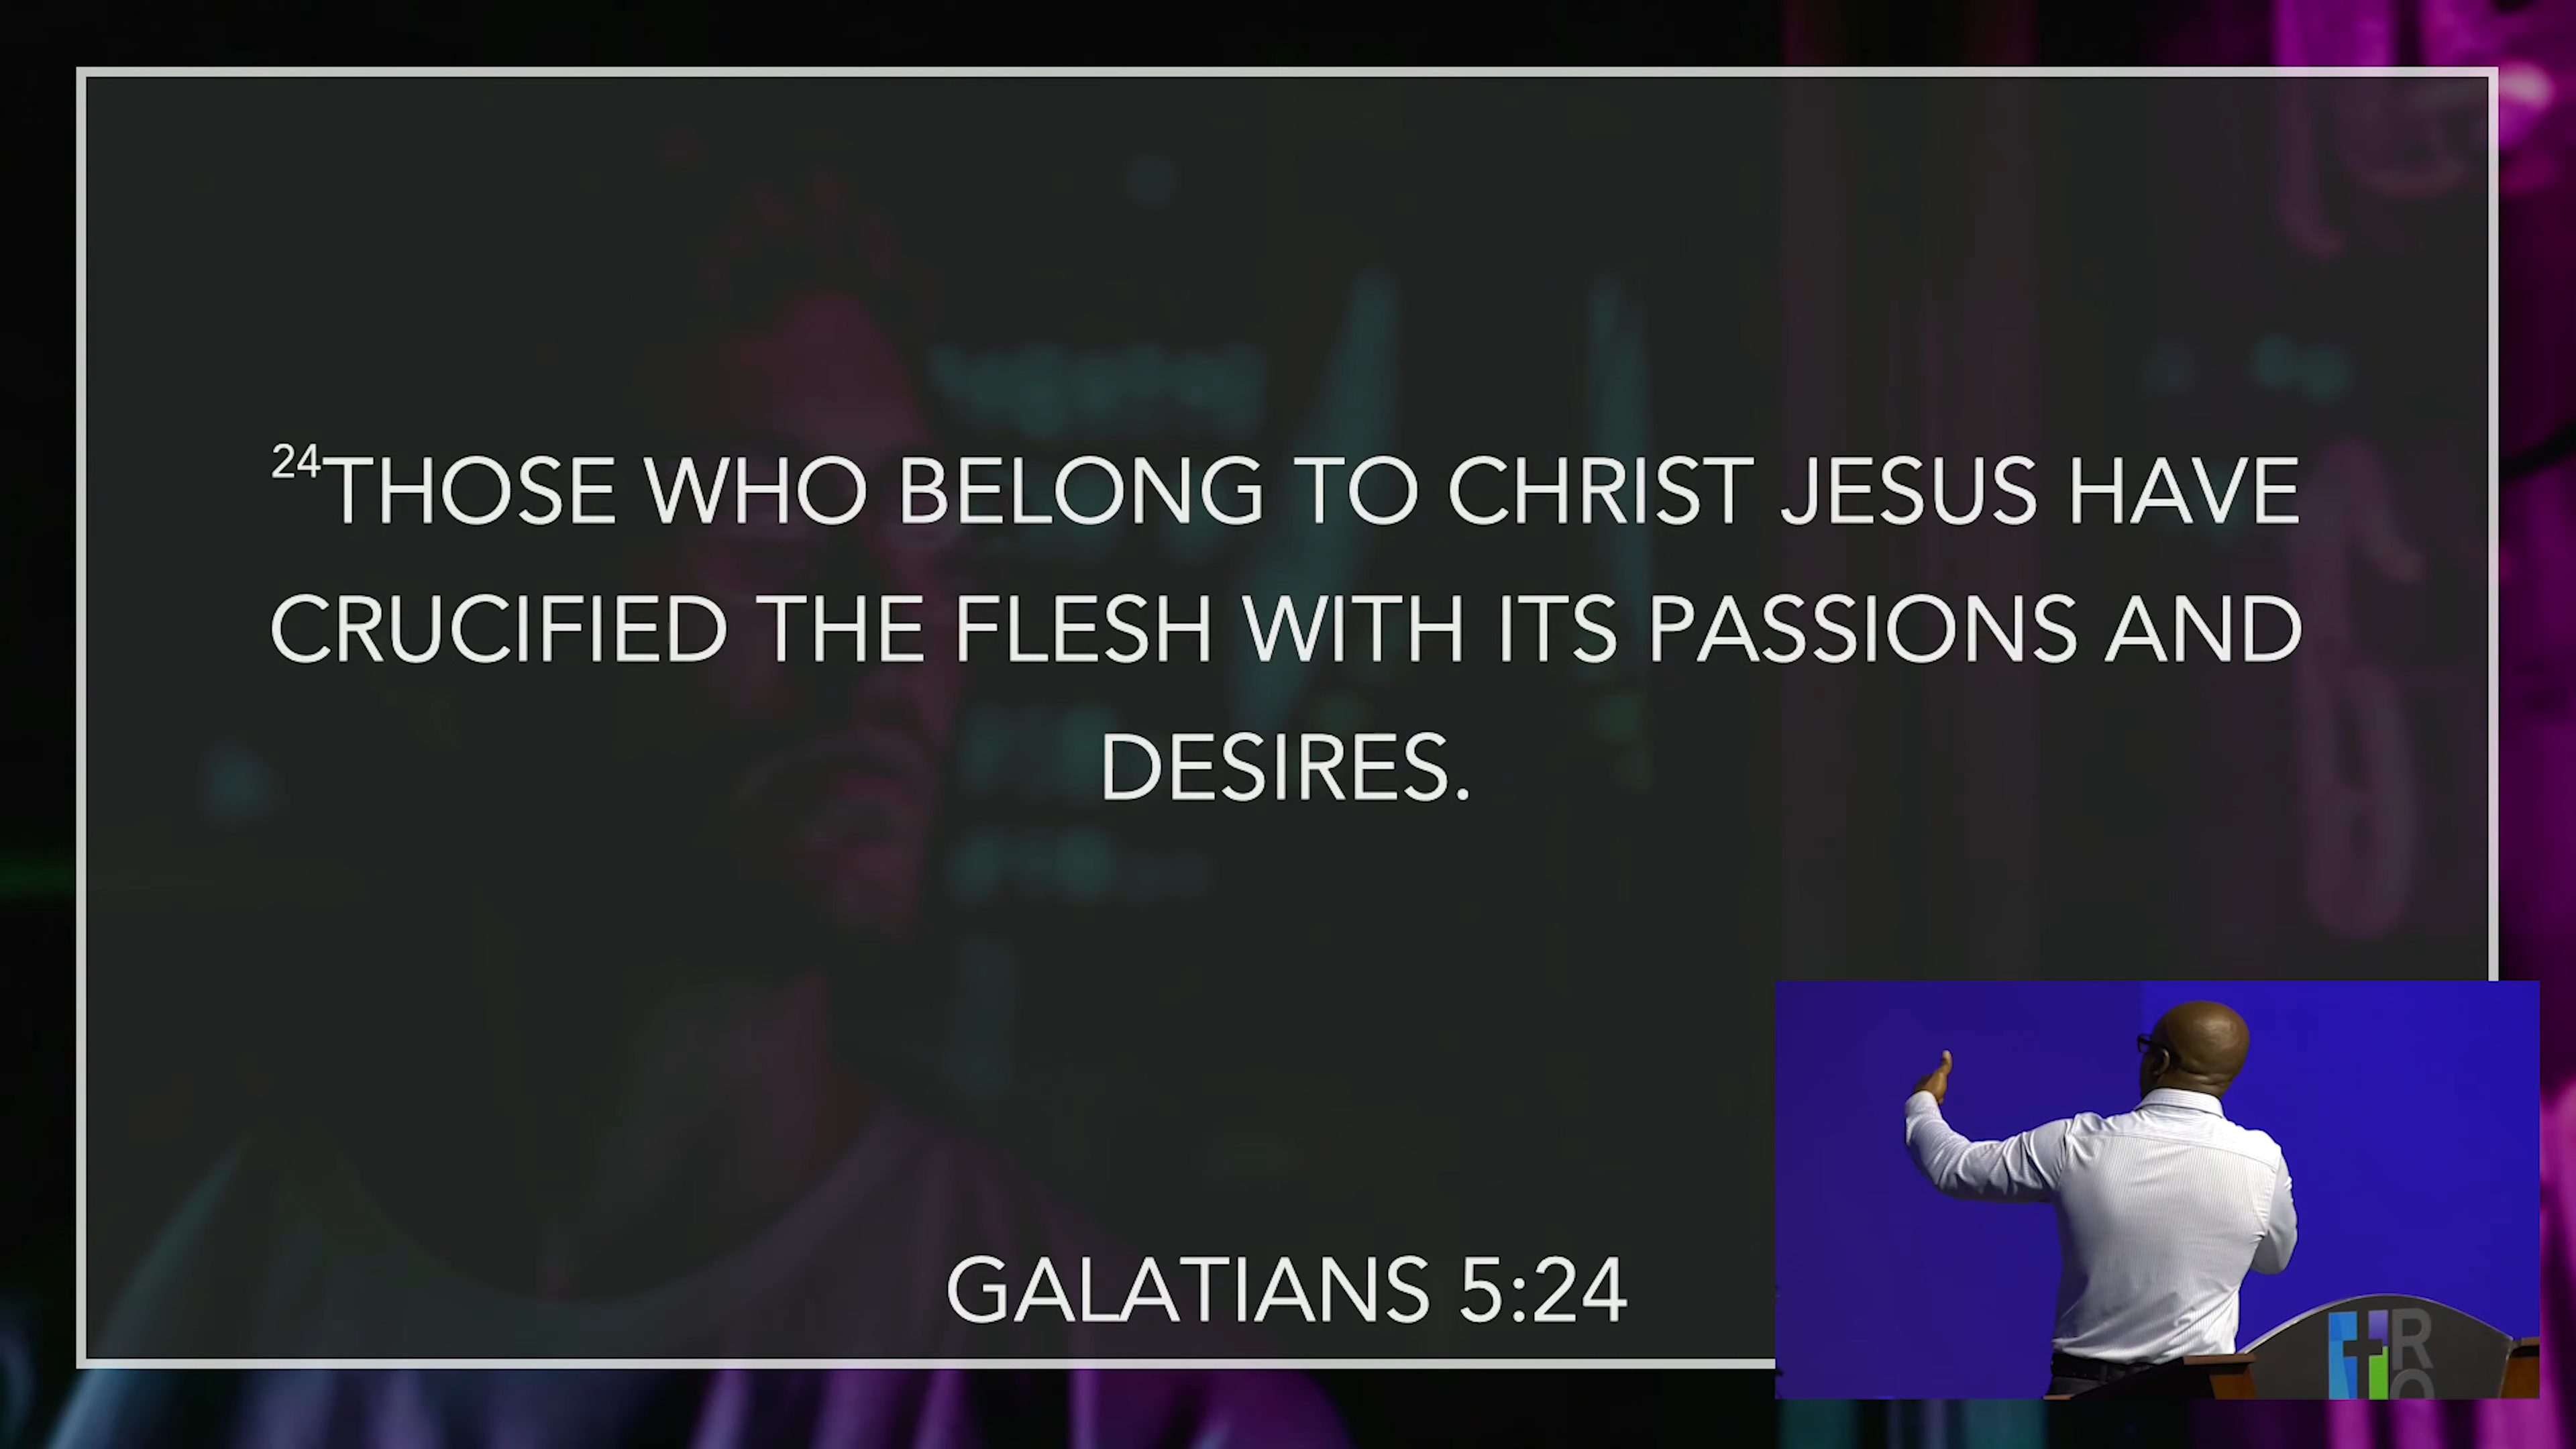 24THOSE WHO BELONG TO CHRIST JESUS HAVE
CRUCIFIED THE FLESH WITH ITS PASSIONS AND
DESIRES.
GALATIANS 5:24
R